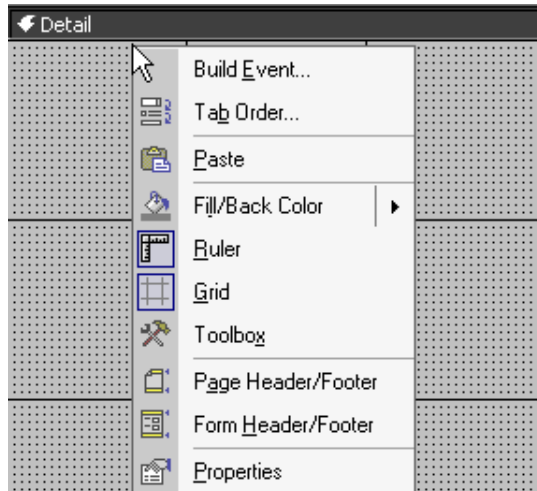 Detail
Build Event...
Tab Order...
Paste
Fill/Back Color
Ruler
Grid
Toolbox
Page Header/Footer
Form Header/Footer
Properties